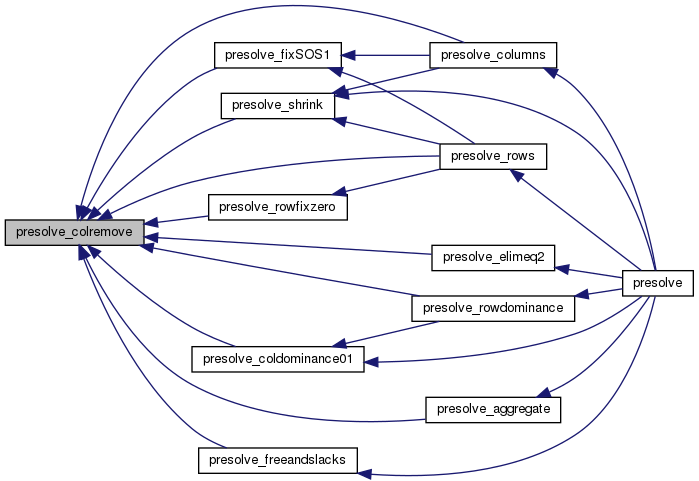 presolve_fixSOS1
presolve_columns
presolve_shrink
presolve_rows
presolve_rowfixzero
presolve_colremove
presolve_elimeq2
presolve
presolve_rowdominance
presolve_coldominance01
presolve_aggregate
presolve_freeandslacks